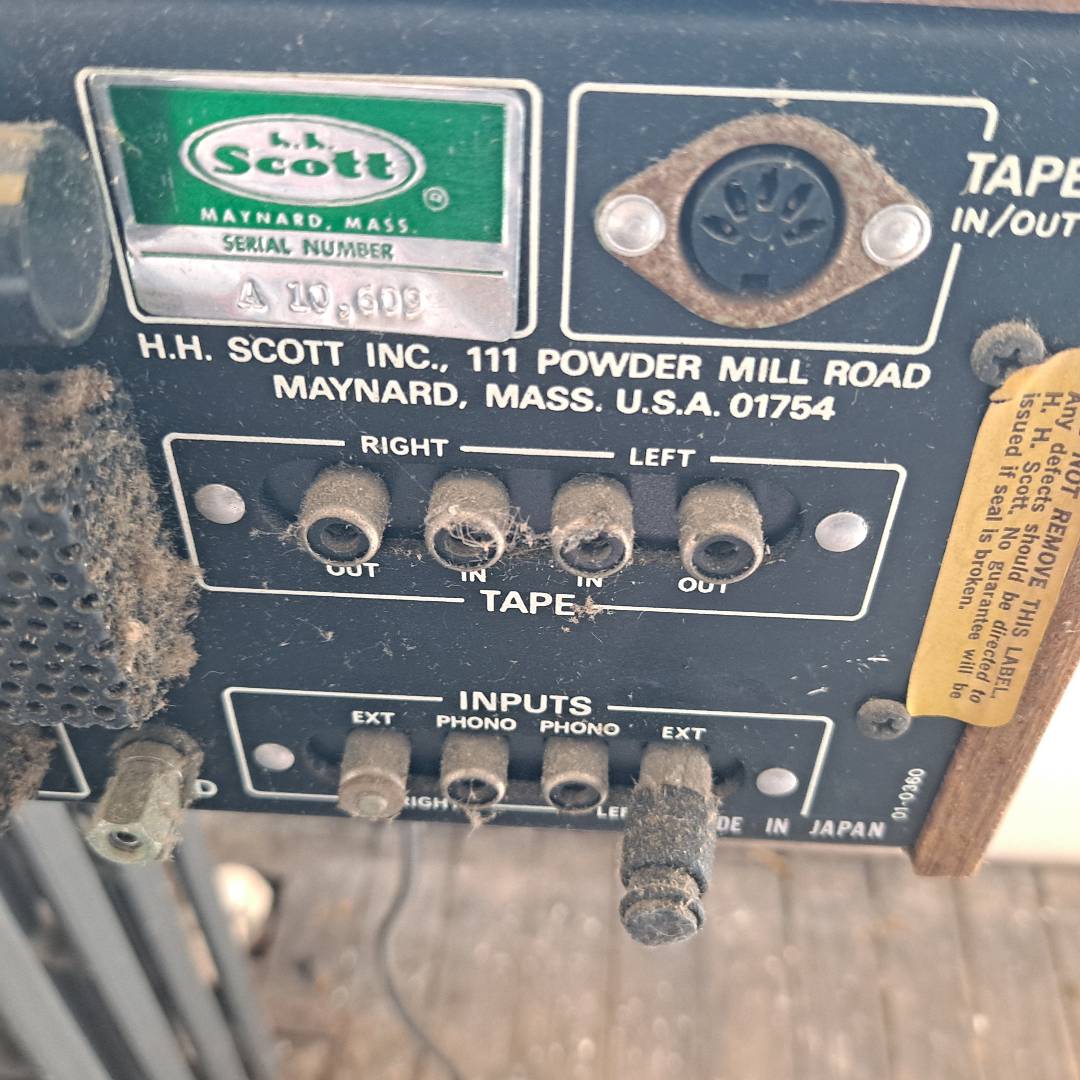 h.h.
Scott
®
MAYNARD, MASS.
SERIAL NUMBER
A 10,609
TAPE
IN/OUT
H.H. SCOTT INC., 111 POWDER MILL ROAD
MAYNARD, MASS. U.S.A. 01754
RIGHT LEFT
OUT IN IN OUT
TAPE
INPUTS
EXT PHONO PHONO EXT
IN JAPAN
01-0360
NOT REMOVE THIS LABEL.
Any defects should be directed to
H. H. Scott. No guarantee will be
issued if seal is broken.